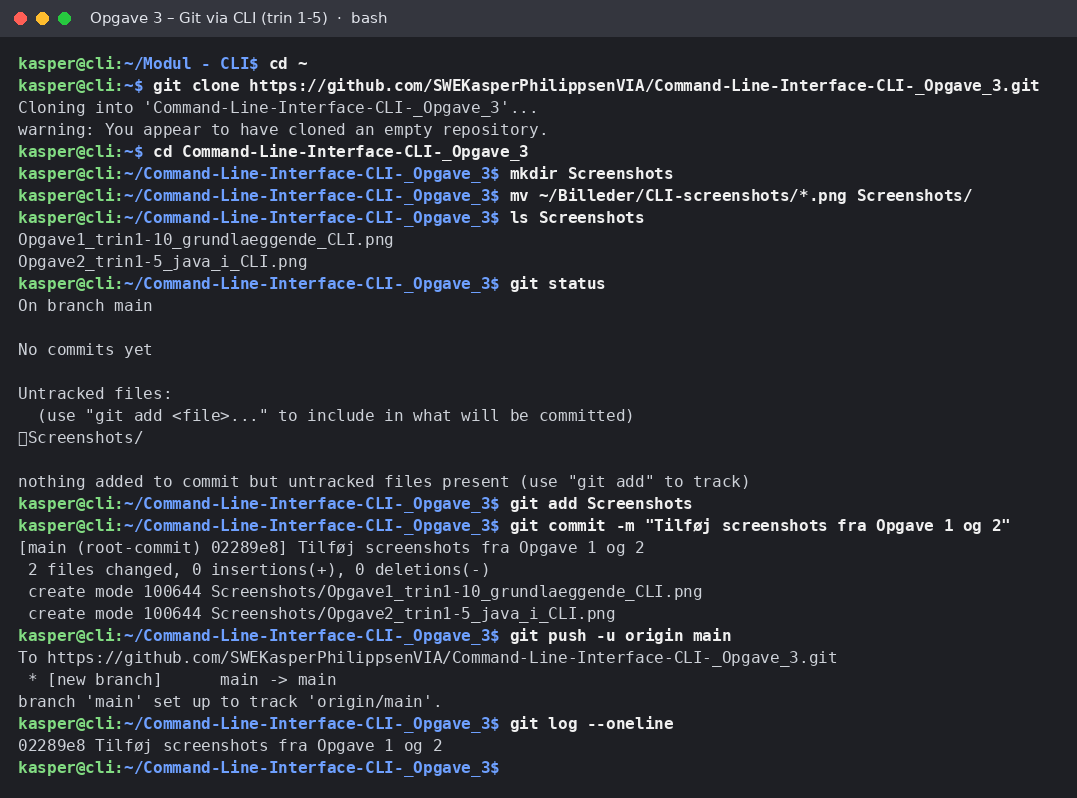 Opgave 3 – Git via CLI (trin 1-5)  ·  bash
kasper@cli:~/Modul - CLI$ cd ~
kasper@cli:~$ git clone https://github.com/SWEKasperPhilippsenVIA/Command-Line-Interface-CLI-_Opgave_3.git
Cloning into 'Command-Line-Interface-CLI-_Opgave_3'...
warning: You appear to have cloned an empty repository.
kasper@cli:~$ cd Command-Line-Interface-CLI-_Opgave_3
kasper@cli:~/Command-Line-Interface-CLI-_Opgave_3$ mkdir Screenshots
kasper@cli:~/Command-Line-Interface-CLI-_Opgave_3$ mv ~/Billeder/CLI-screenshots/*.png Screenshots/
kasper@cli:~/Command-Line-Interface-CLI-_Opgave_3$ ls Screenshots
Opgave1_trin1-10_grundlaeggende_CLI.png
Opgave2_trin1-5_java_i_CLI.png
kasper@cli:~/Command-Line-Interface-CLI-_Opgave_3$ git status
On branch main

No commits yet

Untracked files:
  (use "git add <file>..." to include in what will be committed)
Screenshots/

nothing added to commit but untracked files present (use "git add" to track)
kasper@cli:~/Command-Line-Interface-CLI-_Opgave_3$ git add Screenshots
kasper@cli:~/Command-Line-Interface-CLI-_Opgave_3$ git commit -m "Tilføj screenshots fra Opgave 1 og 2"
[main (root-commit) 02289e8] Tilføj screenshots fra Opgave 1 og 2
 2 files changed, 0 insertions(+), 0 deletions(-)
 create mode 100644 Screenshots/Opgave1_trin1-10_grundlaeggende_CLI.png
 create mode 100644 Screenshots/Opgave2_trin1-5_java_i_CLI.png
kasper@cli:~/Command-Line-Interface-CLI-_Opgave_3$ git push -u origin main
To https://github.com/SWEKasperPhilippsenVIA/Command-Line-Interface-CLI-_Opgave_3.git
 * [new branch]      main -> main
branch 'main' set up to track 'origin/main'.
kasper@cli:~/Command-Line-Interface-CLI-_Opgave_3$ git log --oneline
02289e8 Tilføj screenshots fra Opgave 1 og 2
kasper@cli:~/Command-Line-Interface-CLI-_Opgave_3$